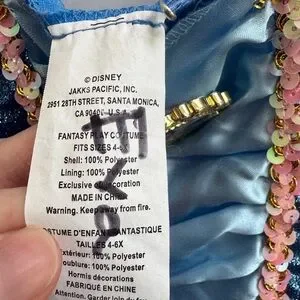 © DISNEY
JAKKS PACIFIC, INC.
2951 28TH STREET, SANTA MONICA,
CA 90405 U.S.A.
FANTASY PLAY COSTUME
FITS SIZES 4-6X
Shell: 100% Polyester
Lining: 100% Polyester
Exclusive of decoration
MADE IN CHINA
Warning. Keep away from fire.
COSTUME D'ENFANT FANTASTIQUE
TAILLES 4-6X
Extérieur: 100% Polyester
Doublure: 100% Polyester
Hormis décorations
FABRIQUÉ EN CHINE
Attention! Garder loin du feu.